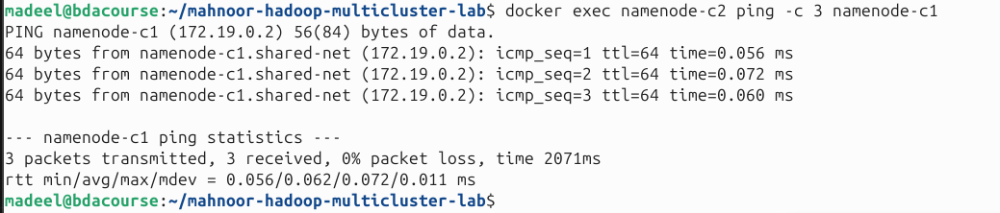 madeel@bdacourse:~/mahnoor-hadoop-multicluster-lab$ docker exec namenode-c2 ping -c 3 namenode-c1
PING namenode-c1 (172.19.0.2) 56(84) bytes of data.
64 bytes from namenode-c1.shared-net (172.19.0.2): icmp_seq=1 ttl=64 time=0.056 ms
64 bytes from namenode-c1.shared-net (172.19.0.2): icmp_seq=2 ttl=64 time=0.072 ms
64 bytes from namenode-c1.shared-net (172.19.0.2): icmp_seq=3 ttl=64 time=0.060 ms

--- namenode-c1 ping statistics ---
3 packets transmitted, 3 received, 0% packet loss, time 2071ms
rtt min/avg/max/mdev = 0.056/0.062/0.072/0.011 ms
madeel@bdacourse:~/mahnoor-hadoop-multicluster-lab$